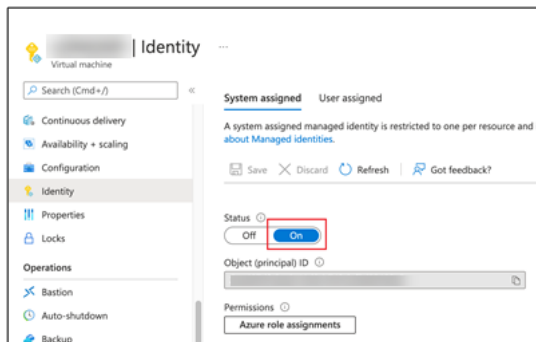 | Identity ...
Virtual machine
Search (Cmd+/)
«
Continuous delivery
Availability + scaling
Configuration
Identity
Properties
Locks
Operations
Bastion
Auto-shutdown
Backup
System assigned User assigned
A system assigned managed identity is restricted to one per resource and
about Managed identities.
Save Discard Refresh Got feedback?
Status
Off On
Object (principal) ID
Permissions
Azure role assignments